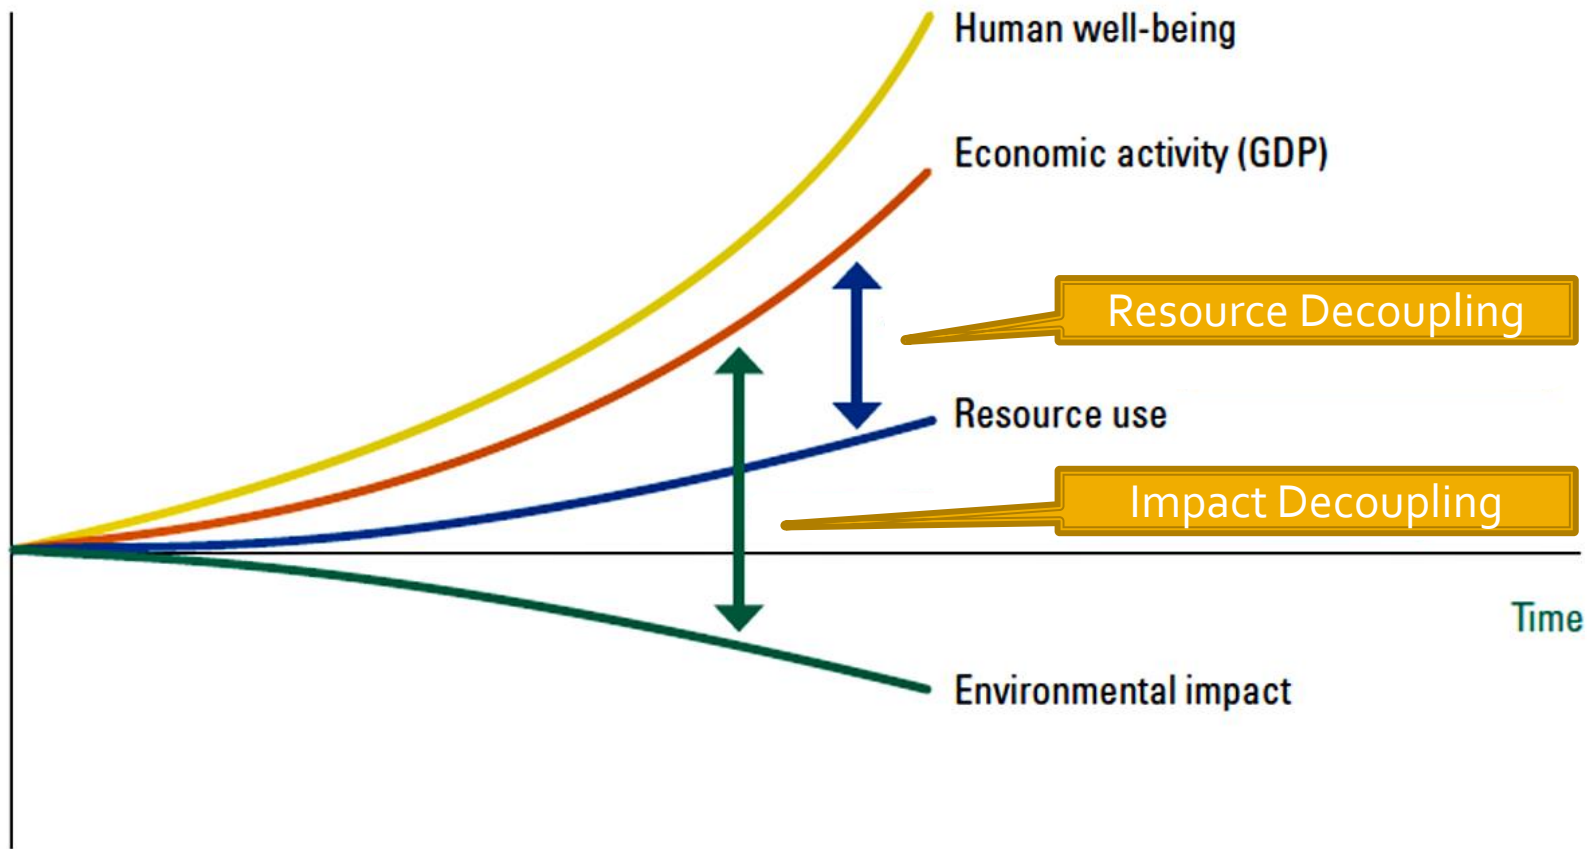 Human well-being
Economic activity (GDP)
Resource Decoupling
Resource use
Impact Decoupling
Time
Environmental impact